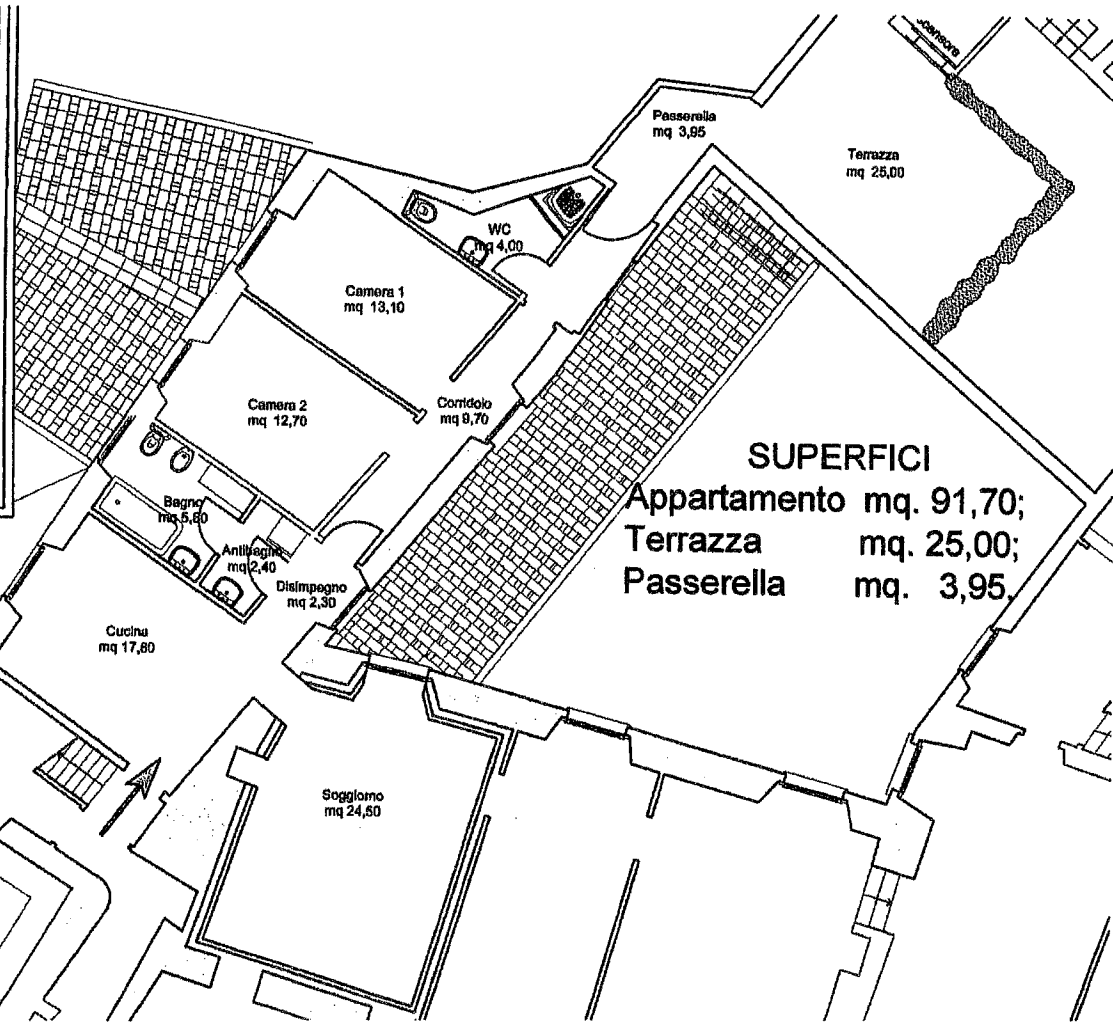 Ascensore
Passerella
mq 3,95
Terrazza
mq 25,00
WC
mq 4,00
Camera 1
mq 13,10
Camera 2
mq 12,70
Corridoio
mq 9,70
SUPERFICI
Appartamento mq. 91,70;
Terrazza mq. 25,00;
Passerella mq. 3,95.
Bagno
mq 5,60
Antibagno
mq 2,40
Disimpegno
mq 2,30
Cucina
mq 17,60
Soggiorno
mq 24,50